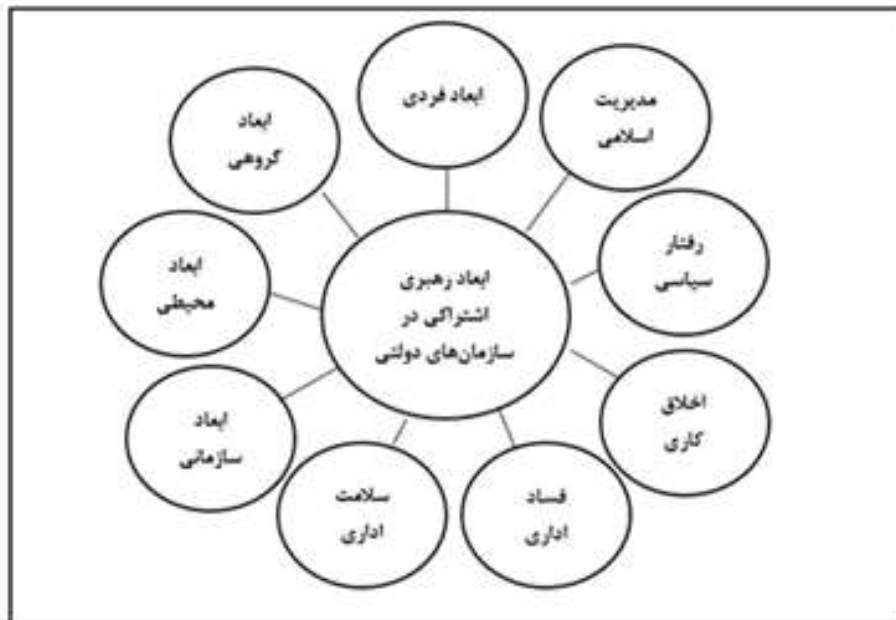 ابعاد فردی
مدیریت
اسلامی
رفتار
سیاسی
اخلاق
کاری
فساد
اداری
سلامت
اداری
ابعاد
سازمانی
ابعاد
محیطی
ابعاد
گروهی
ابعاد رهبری
اشتراکی در
سازمان‌های دولتی